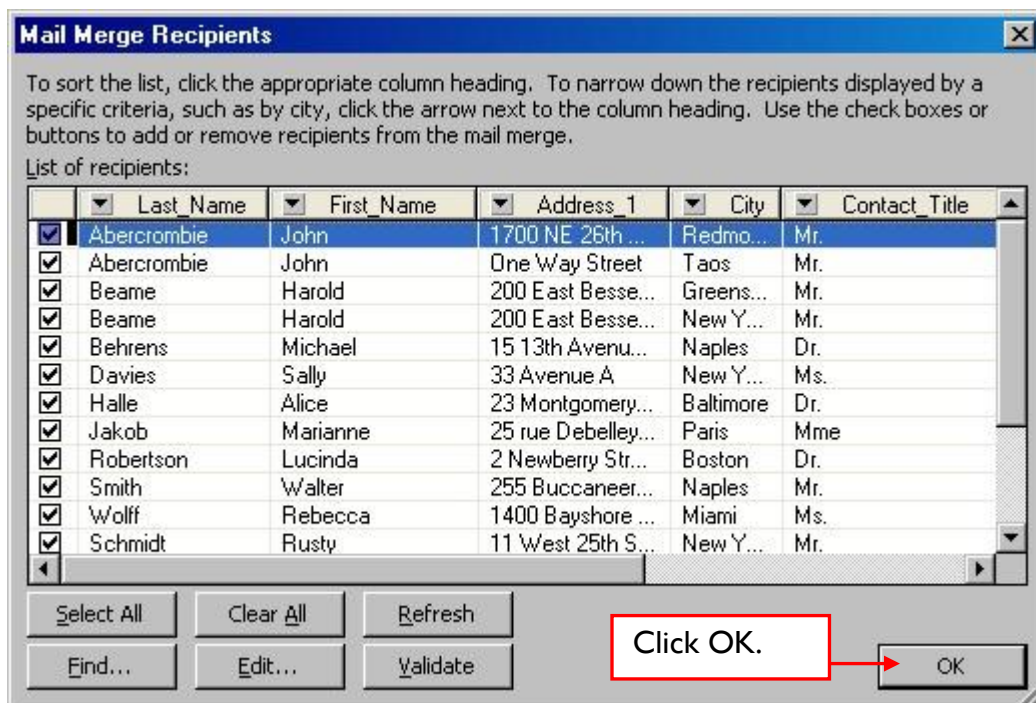 Mail Merge Recipients
To sort the list, click the appropriate column heading. To narrow down the recipients displayed by a
specific criteria, such as by city, click the arrow next to the column heading. Use the check boxes or
buttons to add or remove recipients from the mail merge.
List of recipients:
Last_Name First_Name Address_1 City Contact_Title
Abercrombie John 1700 NE 26th ... Redmo... Mr.
Abercrombie John One Way Street Taos Mr.
Beame Harold 200 East Besse... Greens... Mr.
Beame Harold 200 East Besse... New Y... Mr.
Behrens Michael 15 13th Avenu... Naples Dr.
Davies Sally 33 Avenue A New Y... Ms.
Halle Alice 23 Montgomery... Baltimore Dr.
Jakob Marianne 25 rue Debelley... Paris Mme
Robertson Lucinda 2 Newberry Str... Boston Dr.
Smith Walter 255 Buccaneer... Naples Mr.
Wolff Rebecca 1400 Bayshore ... Miami Ms.
Schmidt Rusty 11 West 25th S... New Y... Mr.
Select All Clear All Refresh
Click OK.
Find... Edit... Validate OK